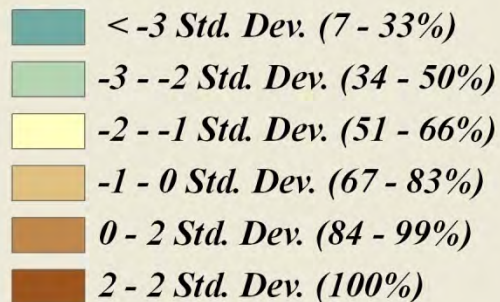 < -3 Std. Dev. (7 - 33%)
-3 - -2 Std. Dev. (34 - 50%)
-2 - -1 Std. Dev. (51 - 66%)
-1 - 0 Std. Dev. (67 - 83%)
0 - 2 Std. Dev. (84 - 99%)
2 - 2 Std. Dev. (100%)